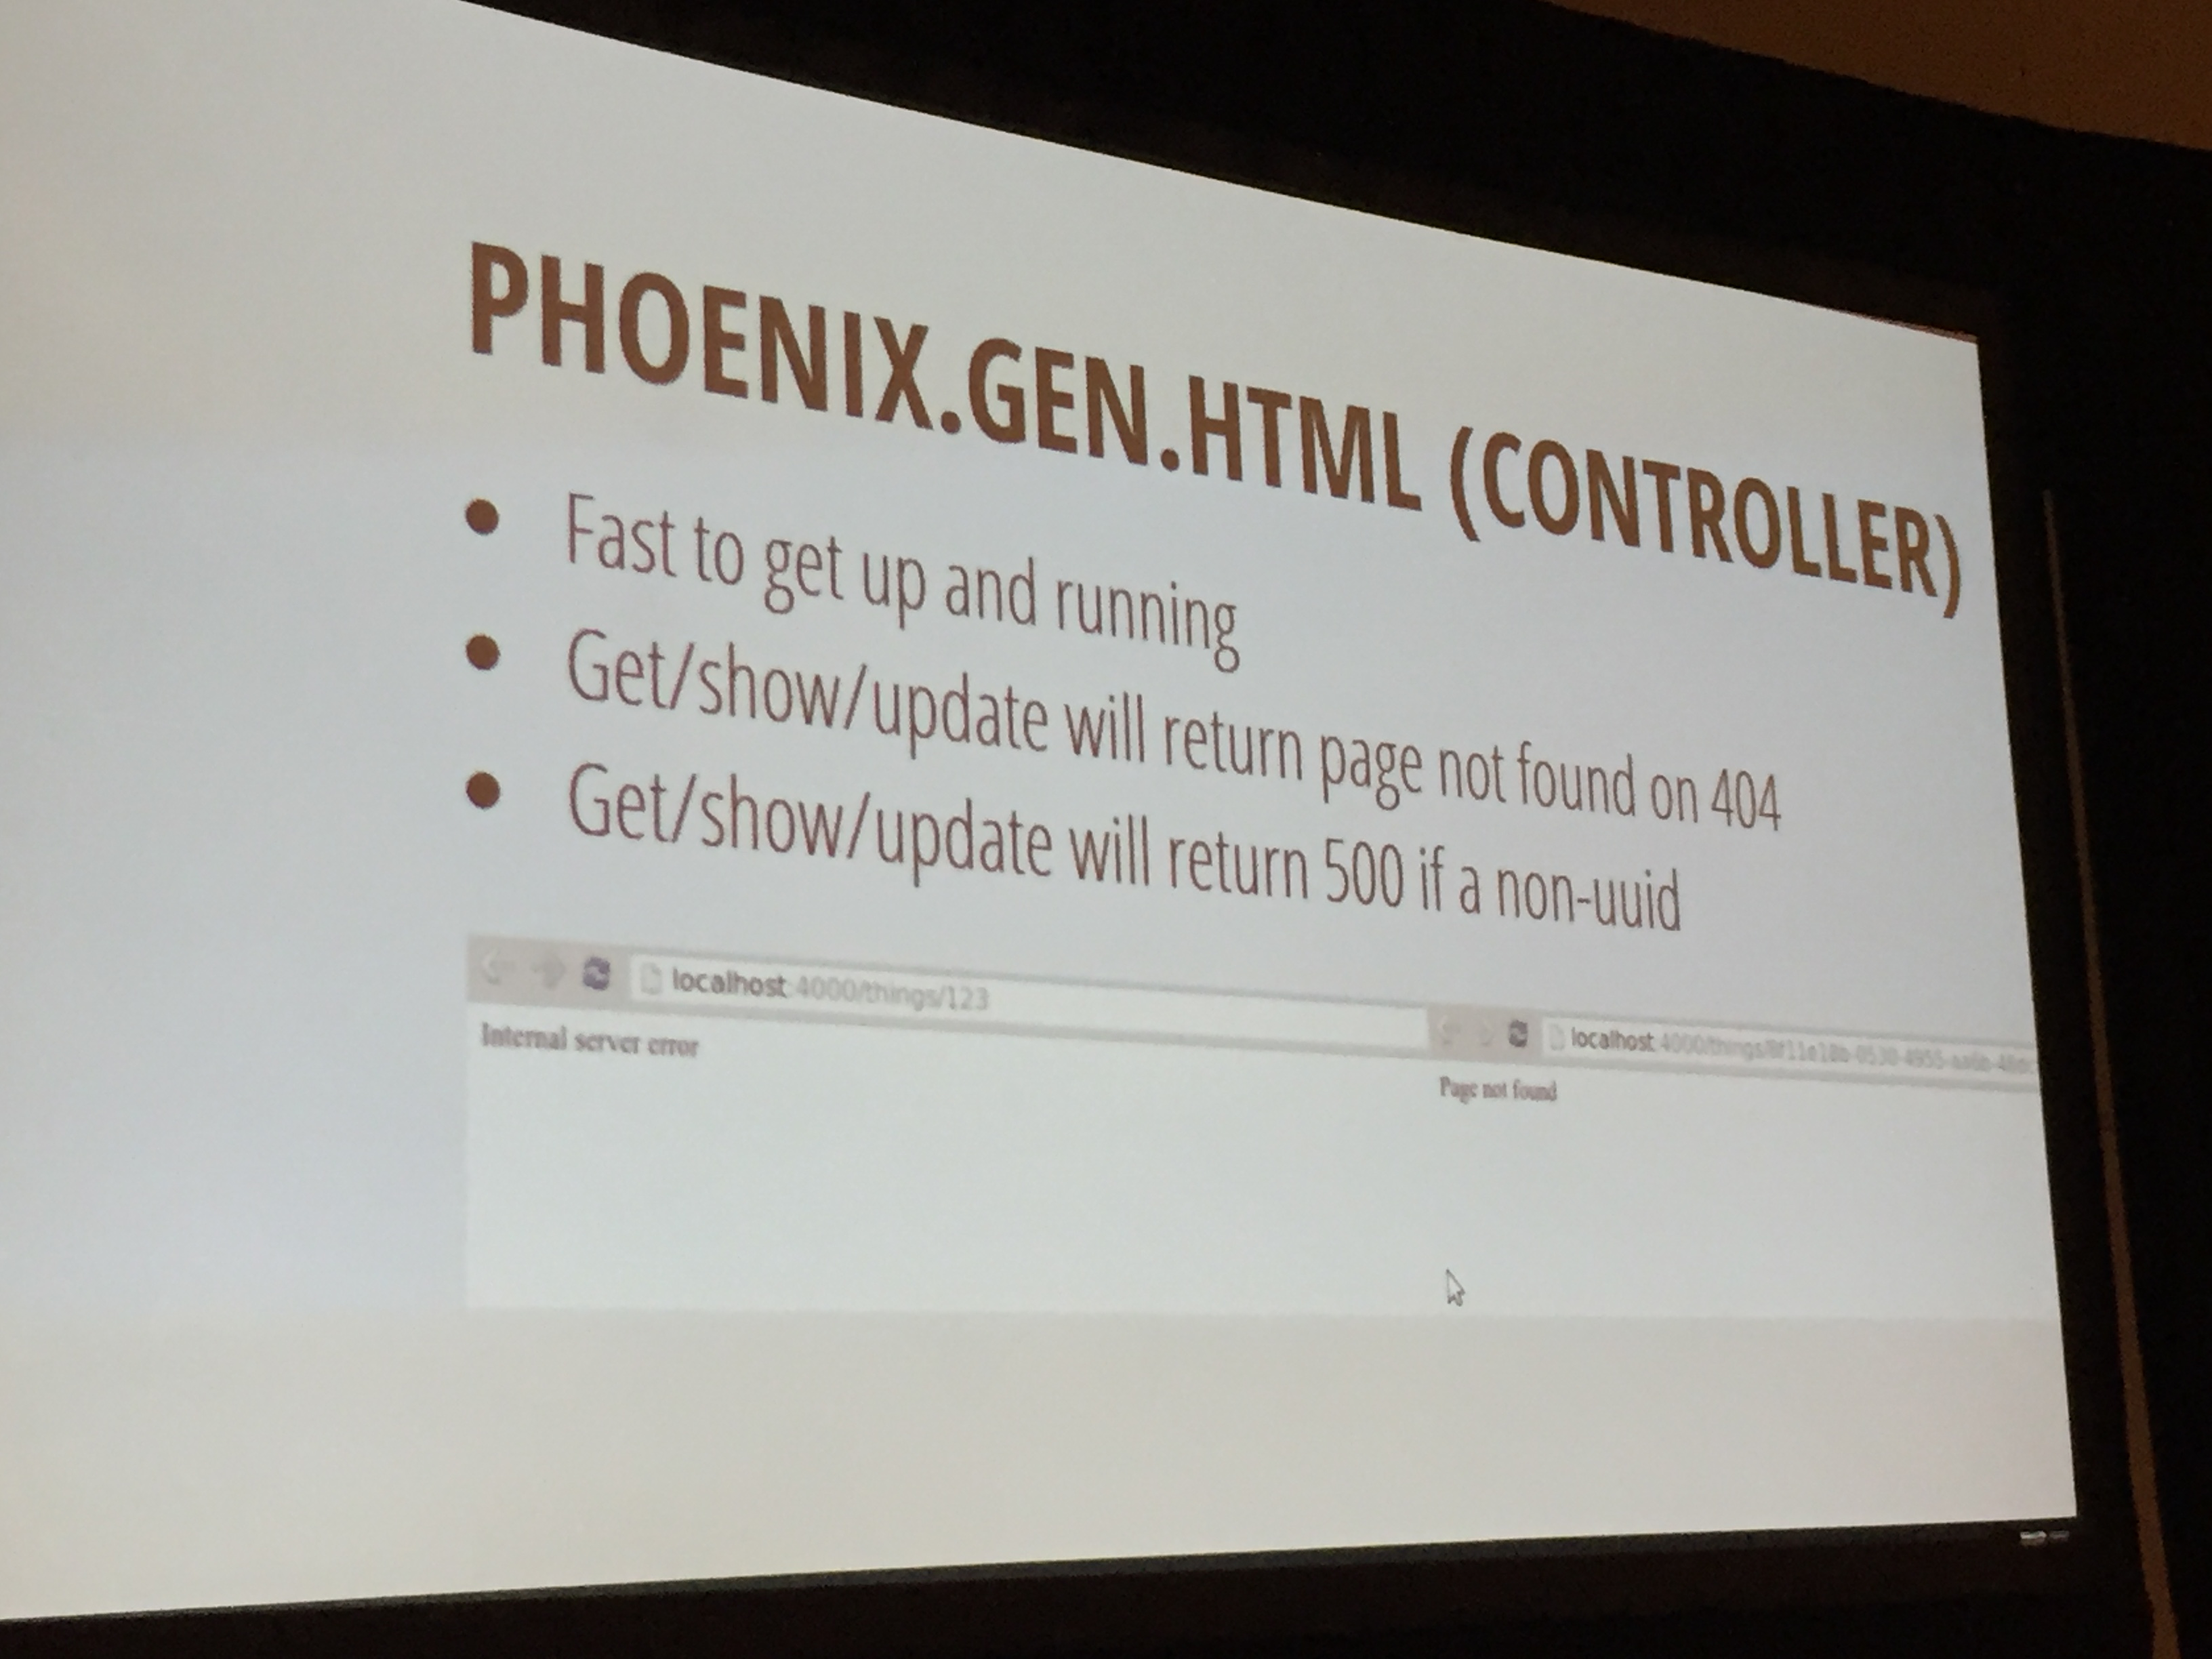 PHOENIX.GEN.HTML (CONTROLLER)
• Fast to get up and running
• Get/show/update will return page not found on 404
• Get/show/update will return 500 if a non-uuid
localhost:4000/things/123
Internal server error
localhost:4000/things/
Page not found